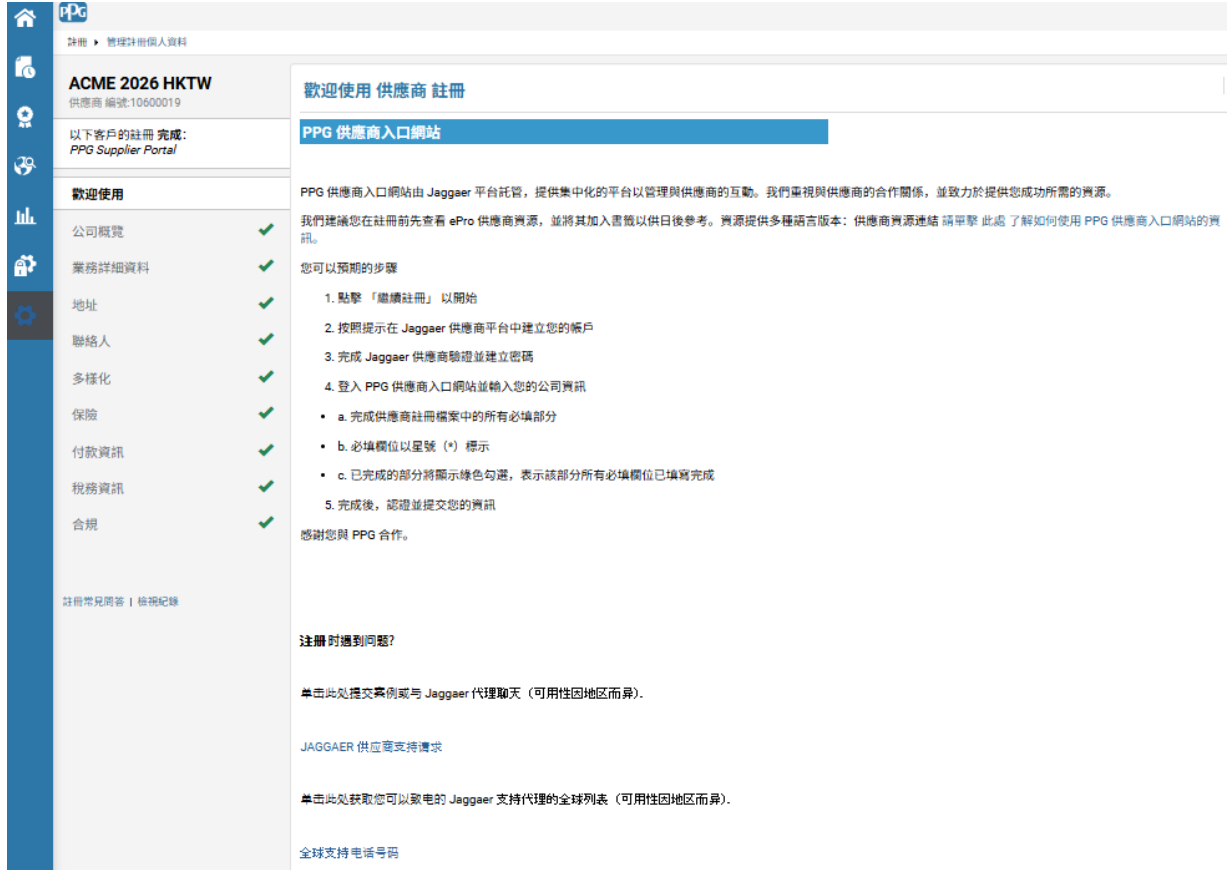 PPG
註冊 ▸ 管理註冊個人資料
ACME 2026 HKTW
供應商 編號:10600019
以下客戶的註冊 完成:
PPG Supplier Portal
歡迎使用
公司概覽
業務詳細資料
地址
聯絡人
多樣化
保險
付款資訊
稅務資訊
合規
註冊常見問答 | 檢視紀錄
歡迎使用 供應商 註冊
PPG 供應商入口網站
PPG 供應商入口網站由 Jaggaer 平台託管，提供集中化的平台以管理與供應商的互動。我們重視與供應商的合作關係，並致力於提供您成功所需的資源。
我們建議您在註冊前先查看 ePro 供應商資源，並將其加入書籤以供日後參考。資源提供多種語言版本：供應商資源連結 請單擊 此處 了解如何使用 PPG 供應商入口網站的資
訊。
您可以預期的步驟
1. 點擊 「繼續註冊」 以開始
2. 按照提示在 Jaggaer 供應商平台中建立您的帳戶
3. 完成 Jaggaer 供應商驗證並建立密碼
4. 登入 PPG 供應商入口網站並輸入您的公司資訊
• a. 完成供應商註冊檔案中的所有必填部分
• b. 必填欄位以星號（*）標示
• c. 已完成的部分將顯示綠色勾選，表示該部分所有必填欄位已填寫完成
5. 完成後，認證並提交您的資訊
感謝您與 PPG 合作。
注册时遇到问题?
单击此处提交案例或与 Jaggaer 代理聊天（可用性因地区而异）.
JAGGAER 供应商支持请求
单击此处获取您可以致电的 Jaggaer 支持代理的全球列表（可用性因地区而异）.
全球支持电话号码